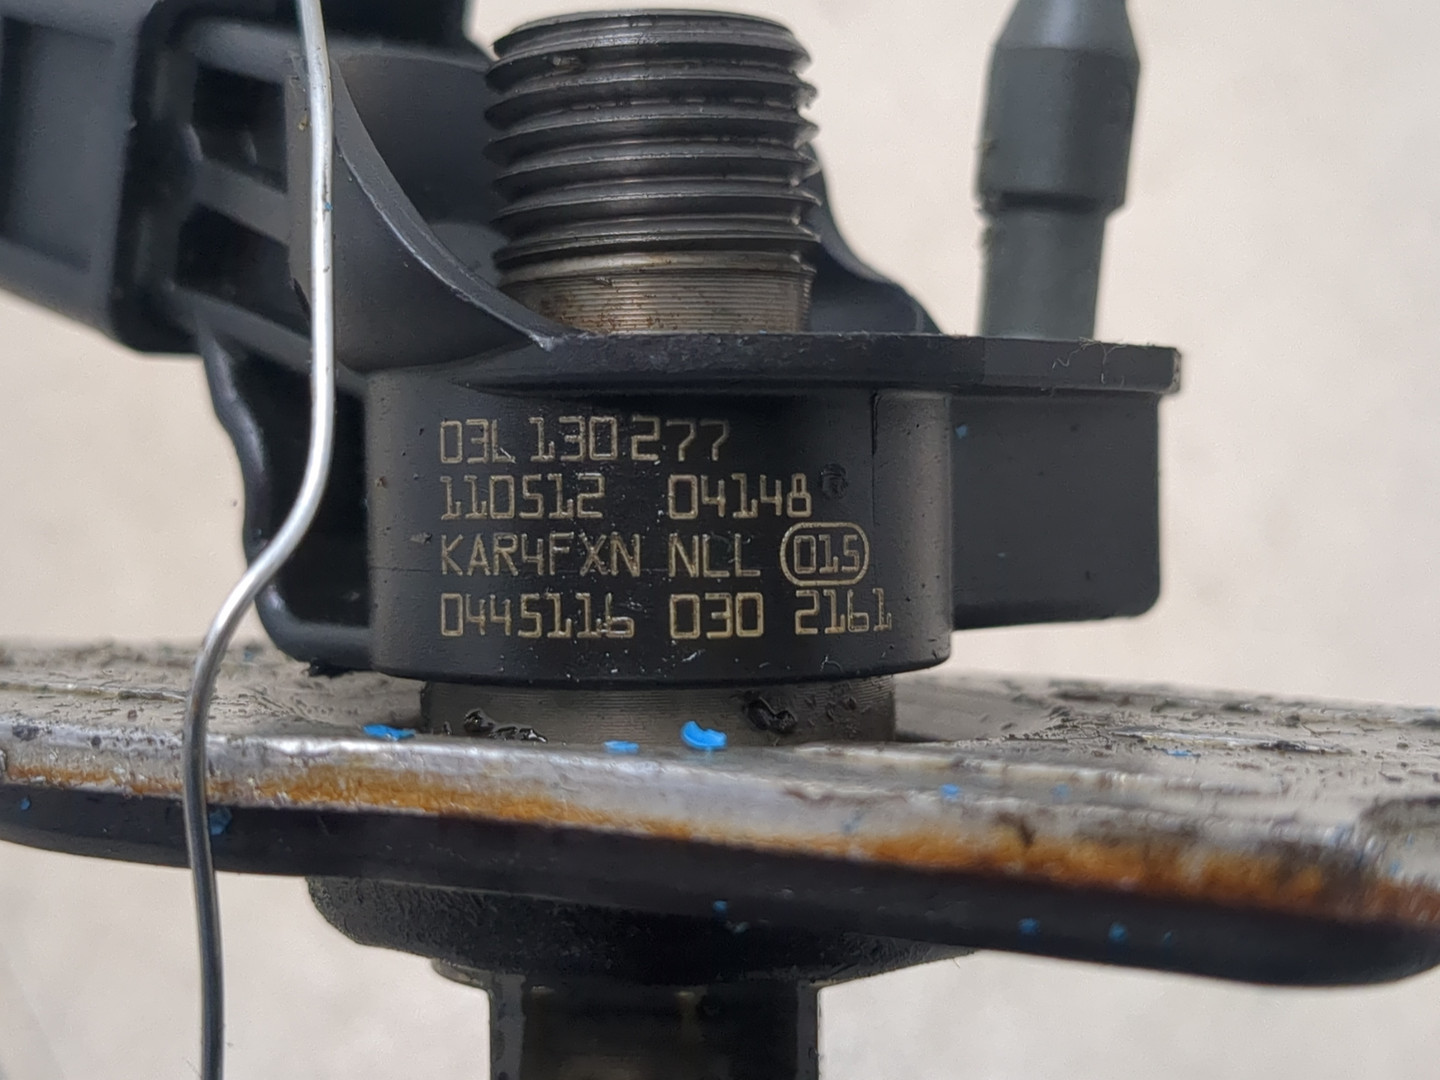 03L 130 277
110512 04148
KAR4FXN NLL 015
0445116 030 2161